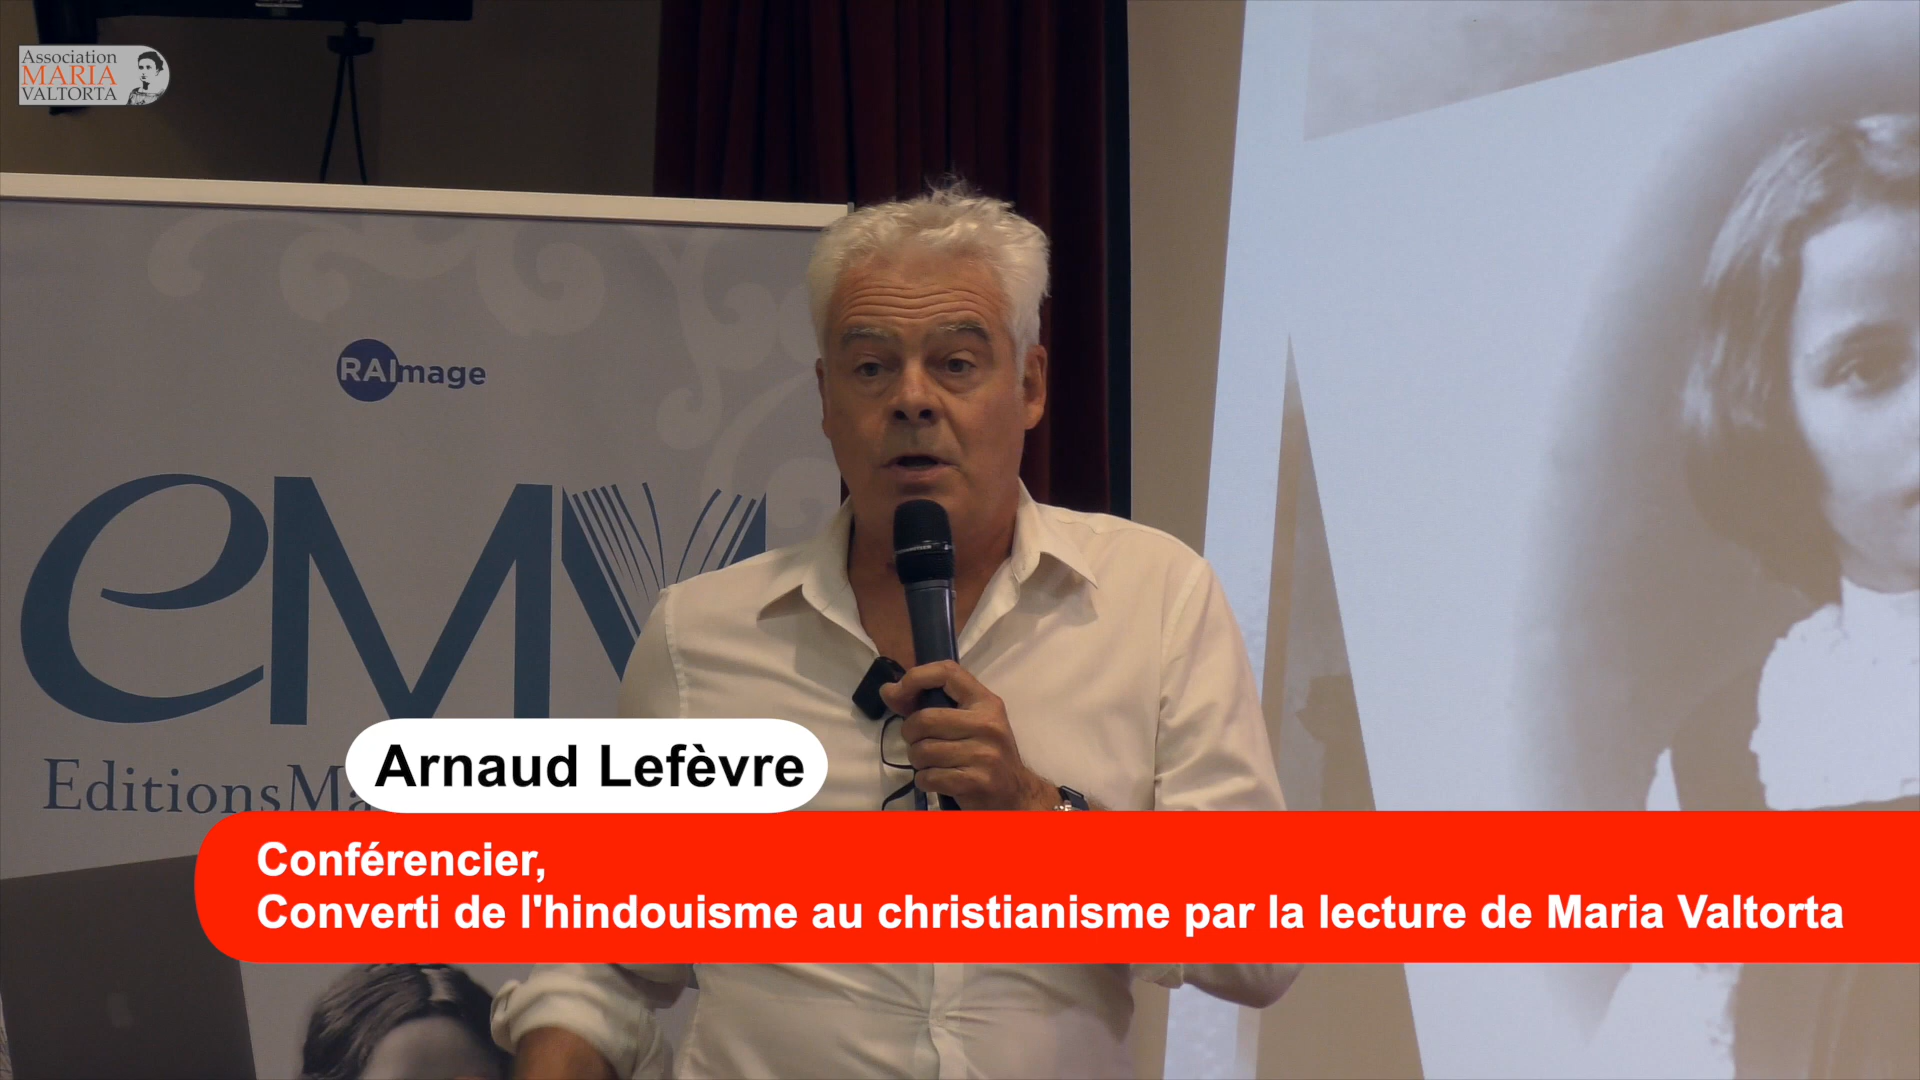 Association
MARIA
VALTORTA
RAImage
eMV
Editions
Arnaud Lefèvre
Conférencier,
Converti de l'hindouisme au christianisme par la lecture de Maria Valtorta